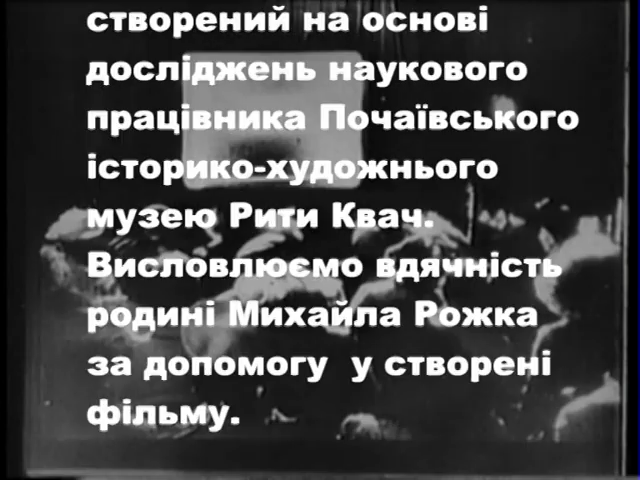 створений на основі
досліджень наукового
працівника Почаївського
історико-художнього
музею Рити Квач.
Висловлюємо вдячність
родині Михайла Рожка
за допомогу у створені
фільму.